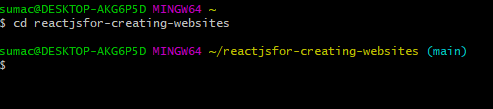 sumac@DESKTOP-AKG6P5D MINGW64 ~
$ cd reactjsfor-creating-websites
sumac@DESKTOP-AKG6P5D MINGW64 ~/reactjsfor-creating-websites (main)
$